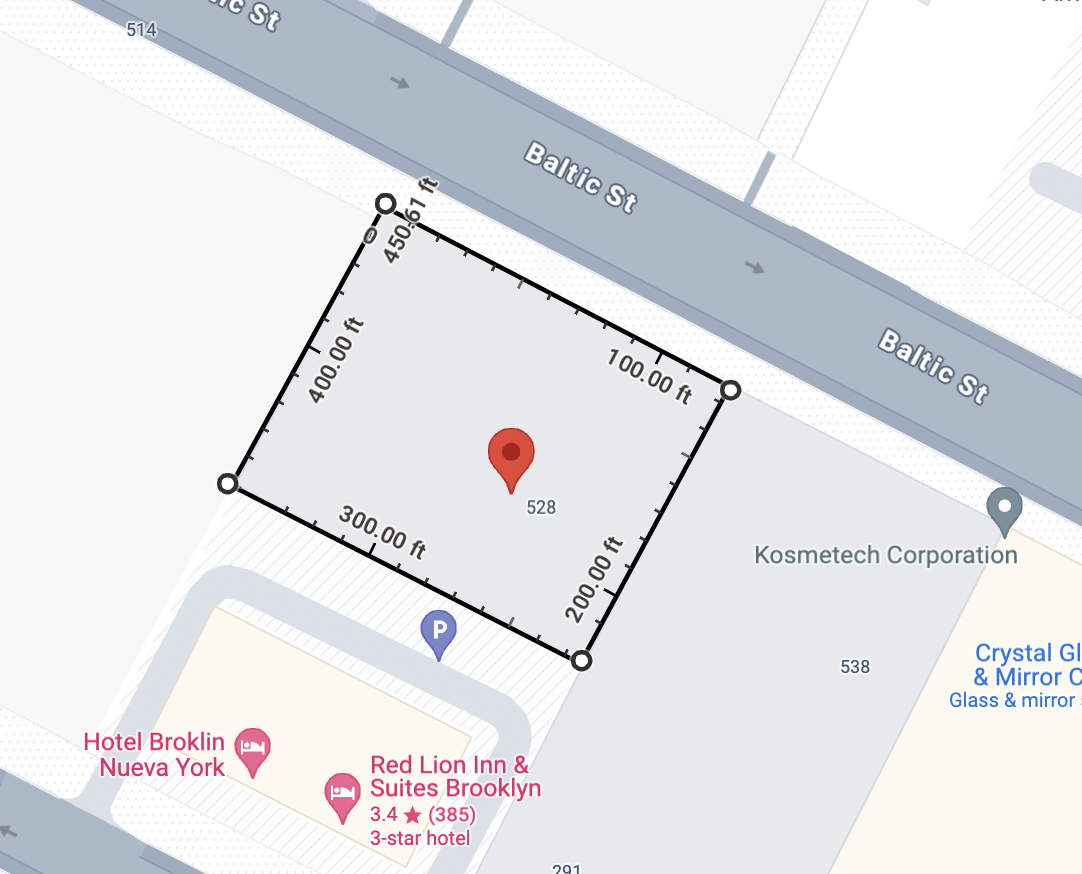 514
Baltic St
Baltic St
0
450.61 ft
400.00 ft
100.00 ft
300.00 ft
200.00 ft
528
Kosmetech Corporation
538
Crystal Gl
& Mirror C
Glass & mirror
P
Hotel Broklin
Nueva York
Red Lion Inn &
Suites Brooklyn
3.4 ★ (385)
3-star hotel
291